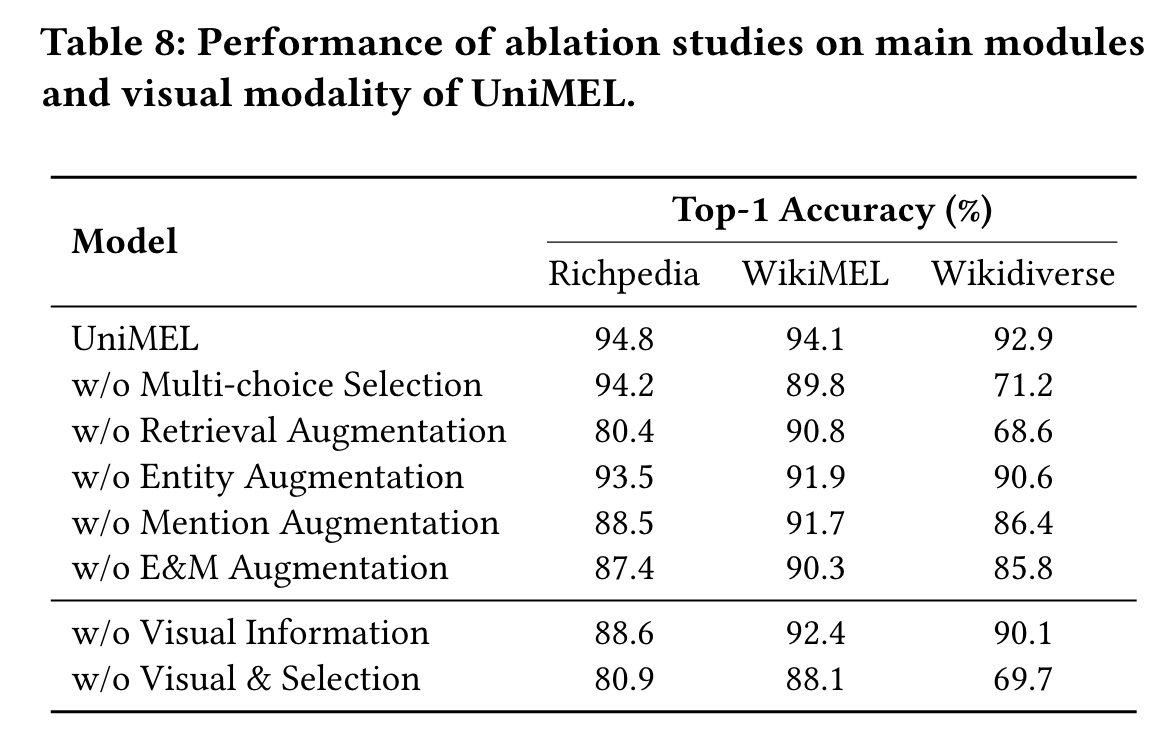 Table 8: Performance of ablation studies on main modules
and visual modality of UniMEL.
Model
Top-1 Accuracy (%)
Richpedia WikiMEL Wikidiverse
UniMEL 94.8 94.1 92.9
w/o Multi-choice Selection 94.2 89.8 71.2
w/o Retrieval Augmentation 80.4 90.8 68.6
w/o Entity Augmentation 93.5 91.9 90.6
w/o Mention Augmentation 88.5 91.7 86.4
w/o E&M Augmentation 87.4 90.3 85.8
w/o Visual Information 88.6 92.4 90.1
w/o Visual & Selection 80.9 88.1 69.7